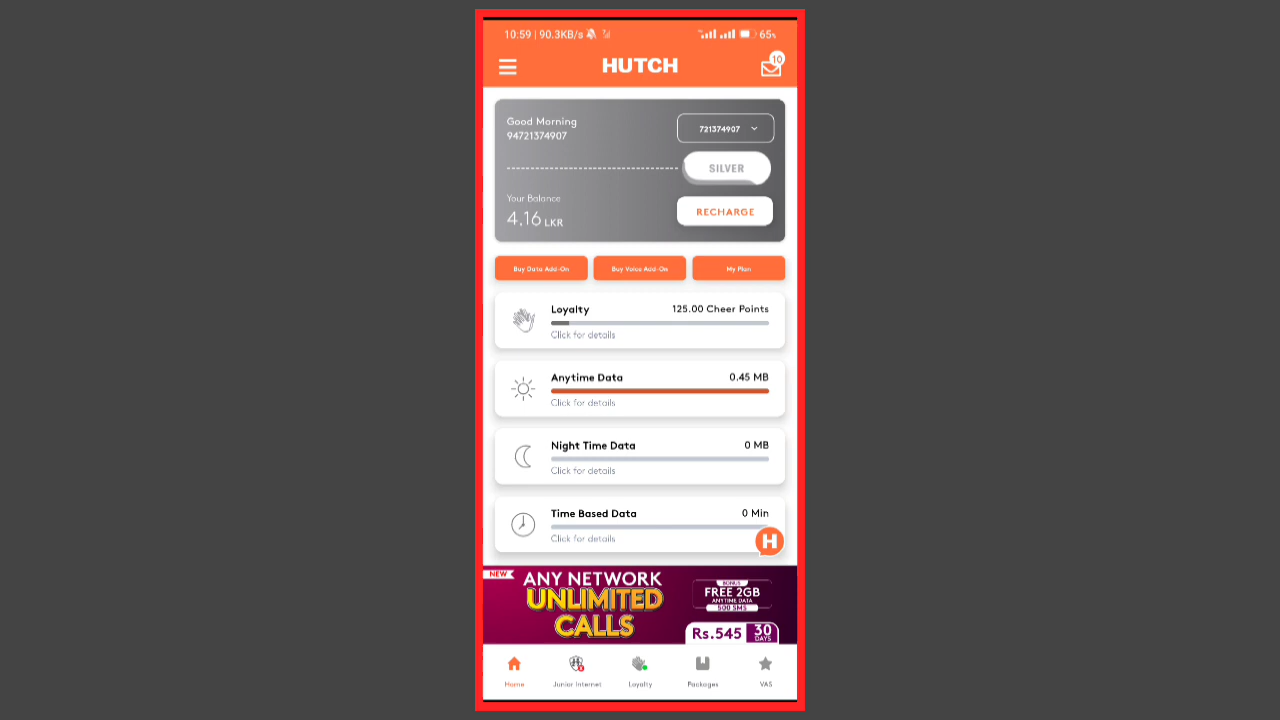 10:59 | 90.3KB/s
65%
HUTCH
10
Good Morning
94721374907
721374907
SILVER
Your Balance
4.16 LKR
RECHARGE
Buy Data Add-On
Buy Voice Add-On
My Plan
Loyalty
125.00 Cheer Points
Click for details
Anytime Data
0.45 MB
Click for details
Night Time Data
0 MB
Click for details
Time Based Data
0 Min
Click for details
H
NEW
ANY NETWORK
UNLIMITED
CALLS
BONUS
FREE 2GB
ANYTIME DATA
500 SMS
Rs.545
30
DAYS
Home
Junior Internet
Loyalty
Packages
VAS